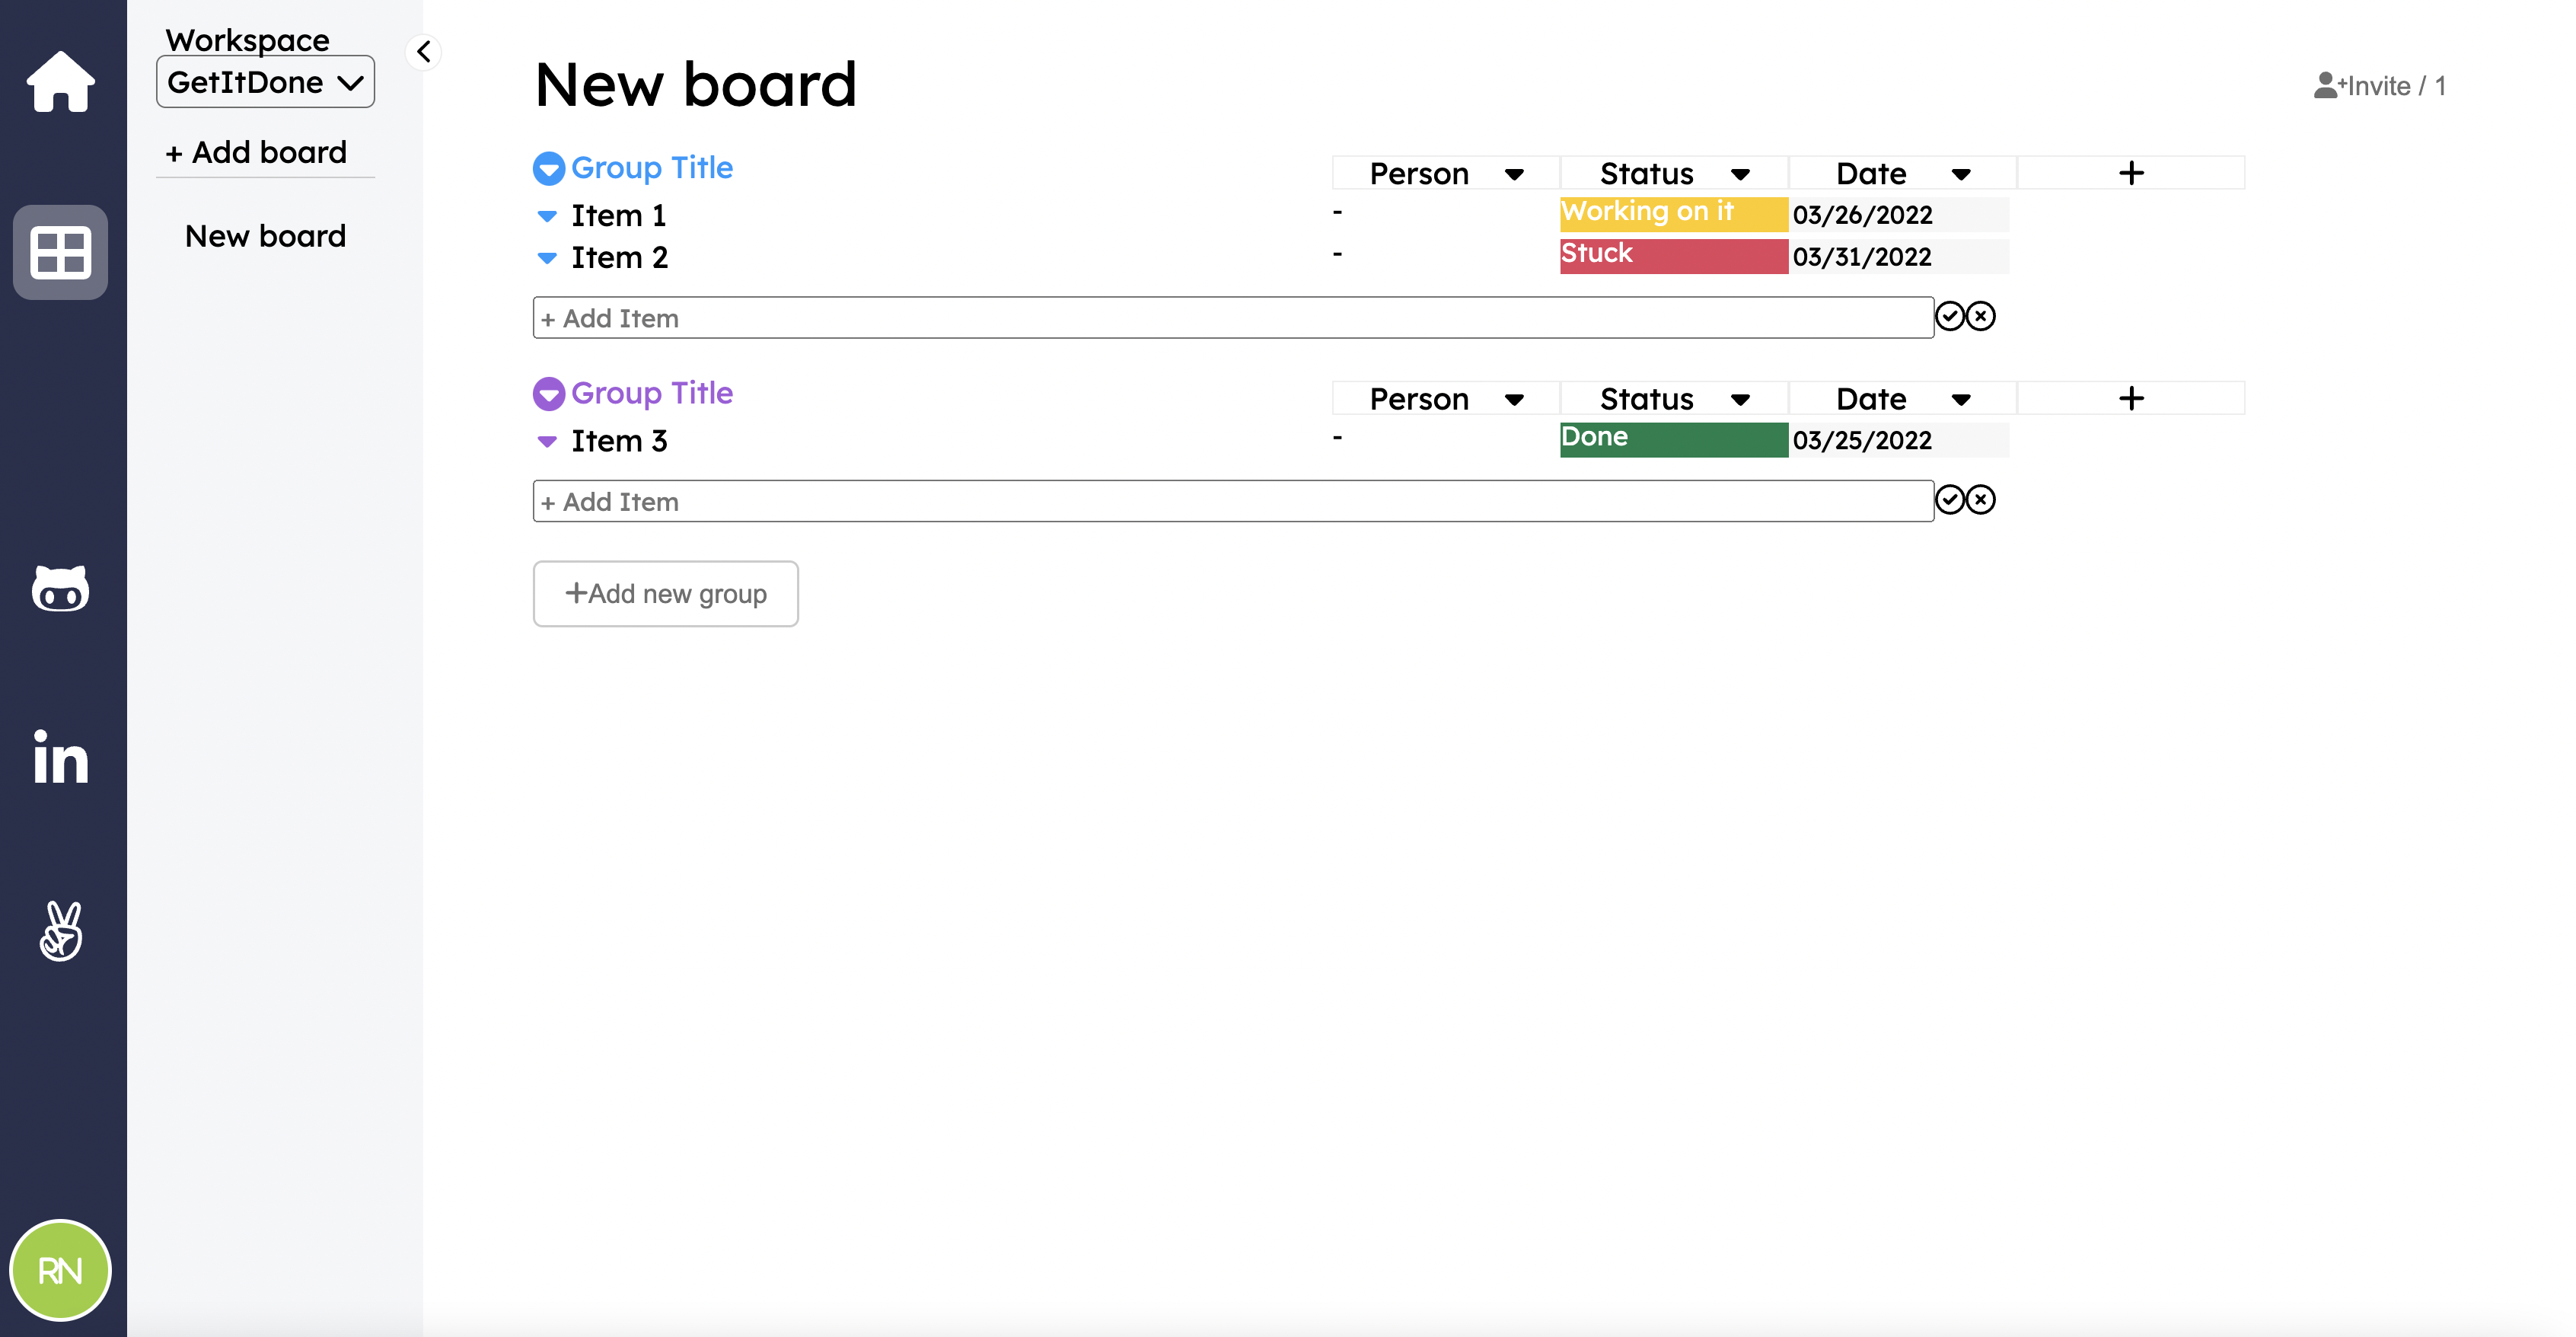 Workspace
GetItDone
+ Add board
New board
New board
+Invite / 1
Group Title Person Status Date +
Item 1 - Working on it 03/26/2022
Item 2 - Stuck 03/31/2022
+ Add Item
Group Title Person Status Date +
Item 3 - Done 03/25/2022
+ Add Item
+Add new group
in
RN